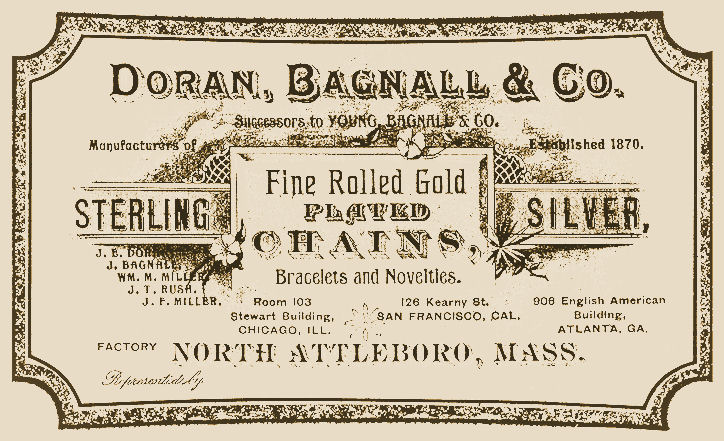 DORAN, BAGNALL & CO.
Successors to YOUNG, BAGNALL & CO.
Manufacturers of
Established 1870.
Fine Rolled Gold
PLATED
STERLING
SILVER,
CHAINS,
Bracelets and Novelties.
J. E. DORAN,
J. BAGNALL,
WM. M. MILLER,
J. T. RUSH,
J. F. MILLER,
Room 103
Stewart Building,
CHICAGO, ILL.
126 Kearny St.
SAN FRANCISCO, CAL.
906 English American
Building,
ATLANTA, GA.
FACTORY NORTH ATTLEBORO, MASS.
Represented by